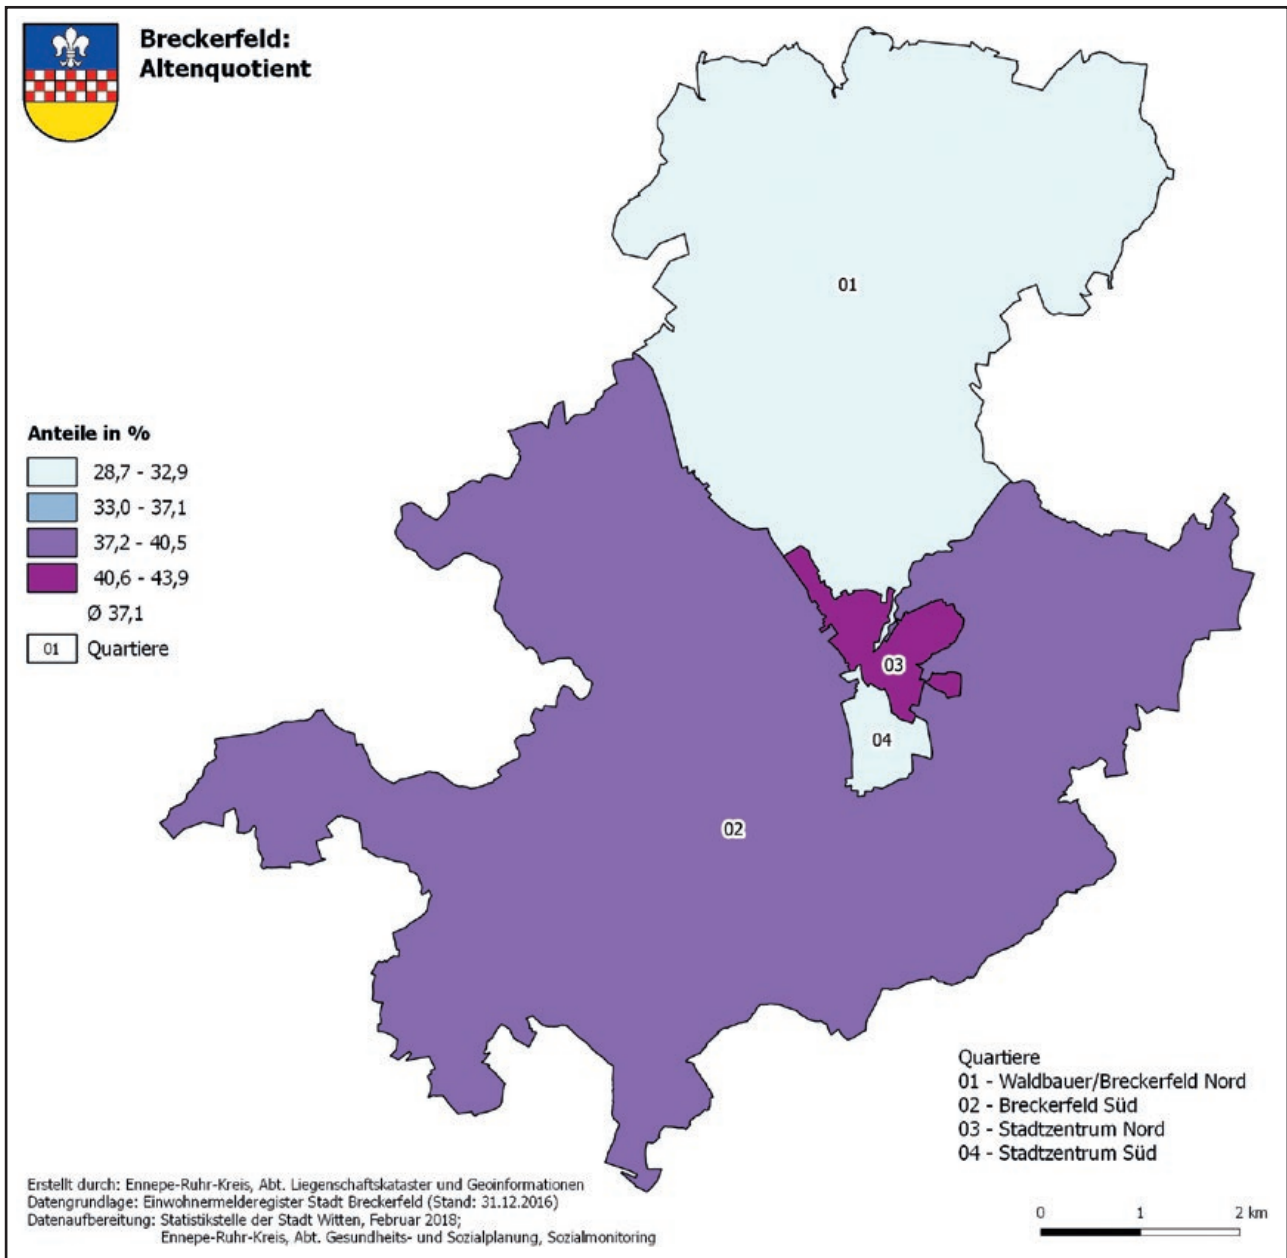 Breckerfeld:
Altenquotient
01
Anteile in %
28,7 - 32,9
33,0 - 37,1
37,2 - 40,5
40,6 - 43,9
Ø 37,1
01 Quartiere
03
04
02
Quartiere
01 - Waldbauer/Breckerfeld Nord
02 - Breckerfeld Süd
03 - Stadtzentrum Nord
04 - Stadtzentrum Süd
Erstellt durch: Ennepe-Ruhr-Kreis, Abt. Liegenschaftskataster und Geoinformationen
Datengrundlage: Einwohnermelderegister Stadt Breckerfeld (Stand: 31.12.2016)
Datenaufbereitung: Statistikstelle der Stadt Witten, Februar 2018;
Ennepe-Ruhr-Kreis, Abt. Gesundheits- und Sozialplanung, Sozialmonitoring
0 1 2 km